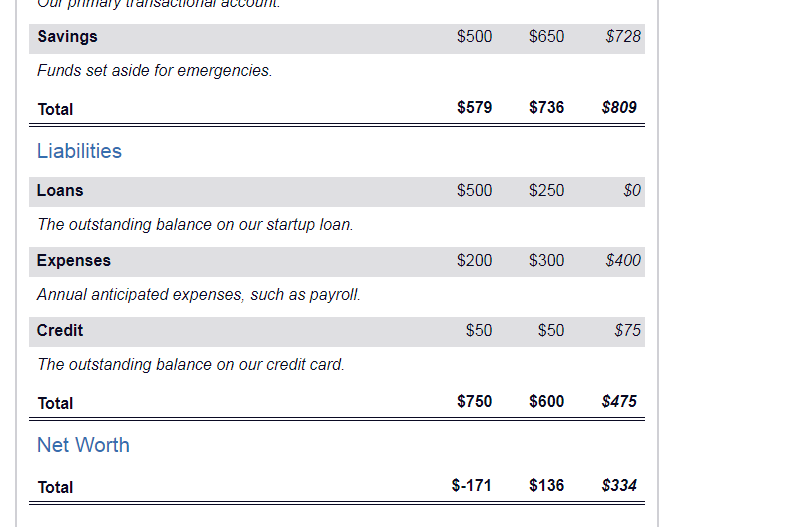 Our primary transactional account.
Savings $500 $650 $728
Funds set aside for emergencies.
Total $579 $736 $809
Liabilities
Loans $500 $250 $0
The outstanding balance on our startup loan.
Expenses $200 $300 $400
Annual anticipated expenses, such as payroll.
Credit $50 $50 $75
The outstanding balance on our credit card.
Total $750 $600 $475
Net Worth
Total $-171 $136 $334